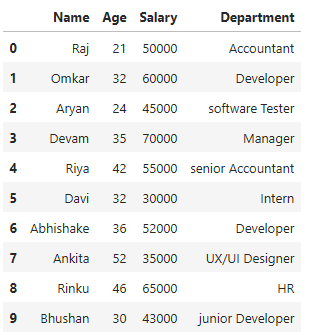 Name Age Salary Department
0 Raj 21 50000 Accountant
1 Omkar 32 60000 Developer
2 Aryan 24 45000 software Tester
3 Devam 35 70000 Manager
4 Riya 42 55000 senior Accountant
5 Davi 32 30000 Intern
6 Abhishake 36 52000 Developer
7 Ankita 52 35000 UX/UI Designer
8 Rinku 46 65000 HR
9 Bhushan 30 43000 junior Developer